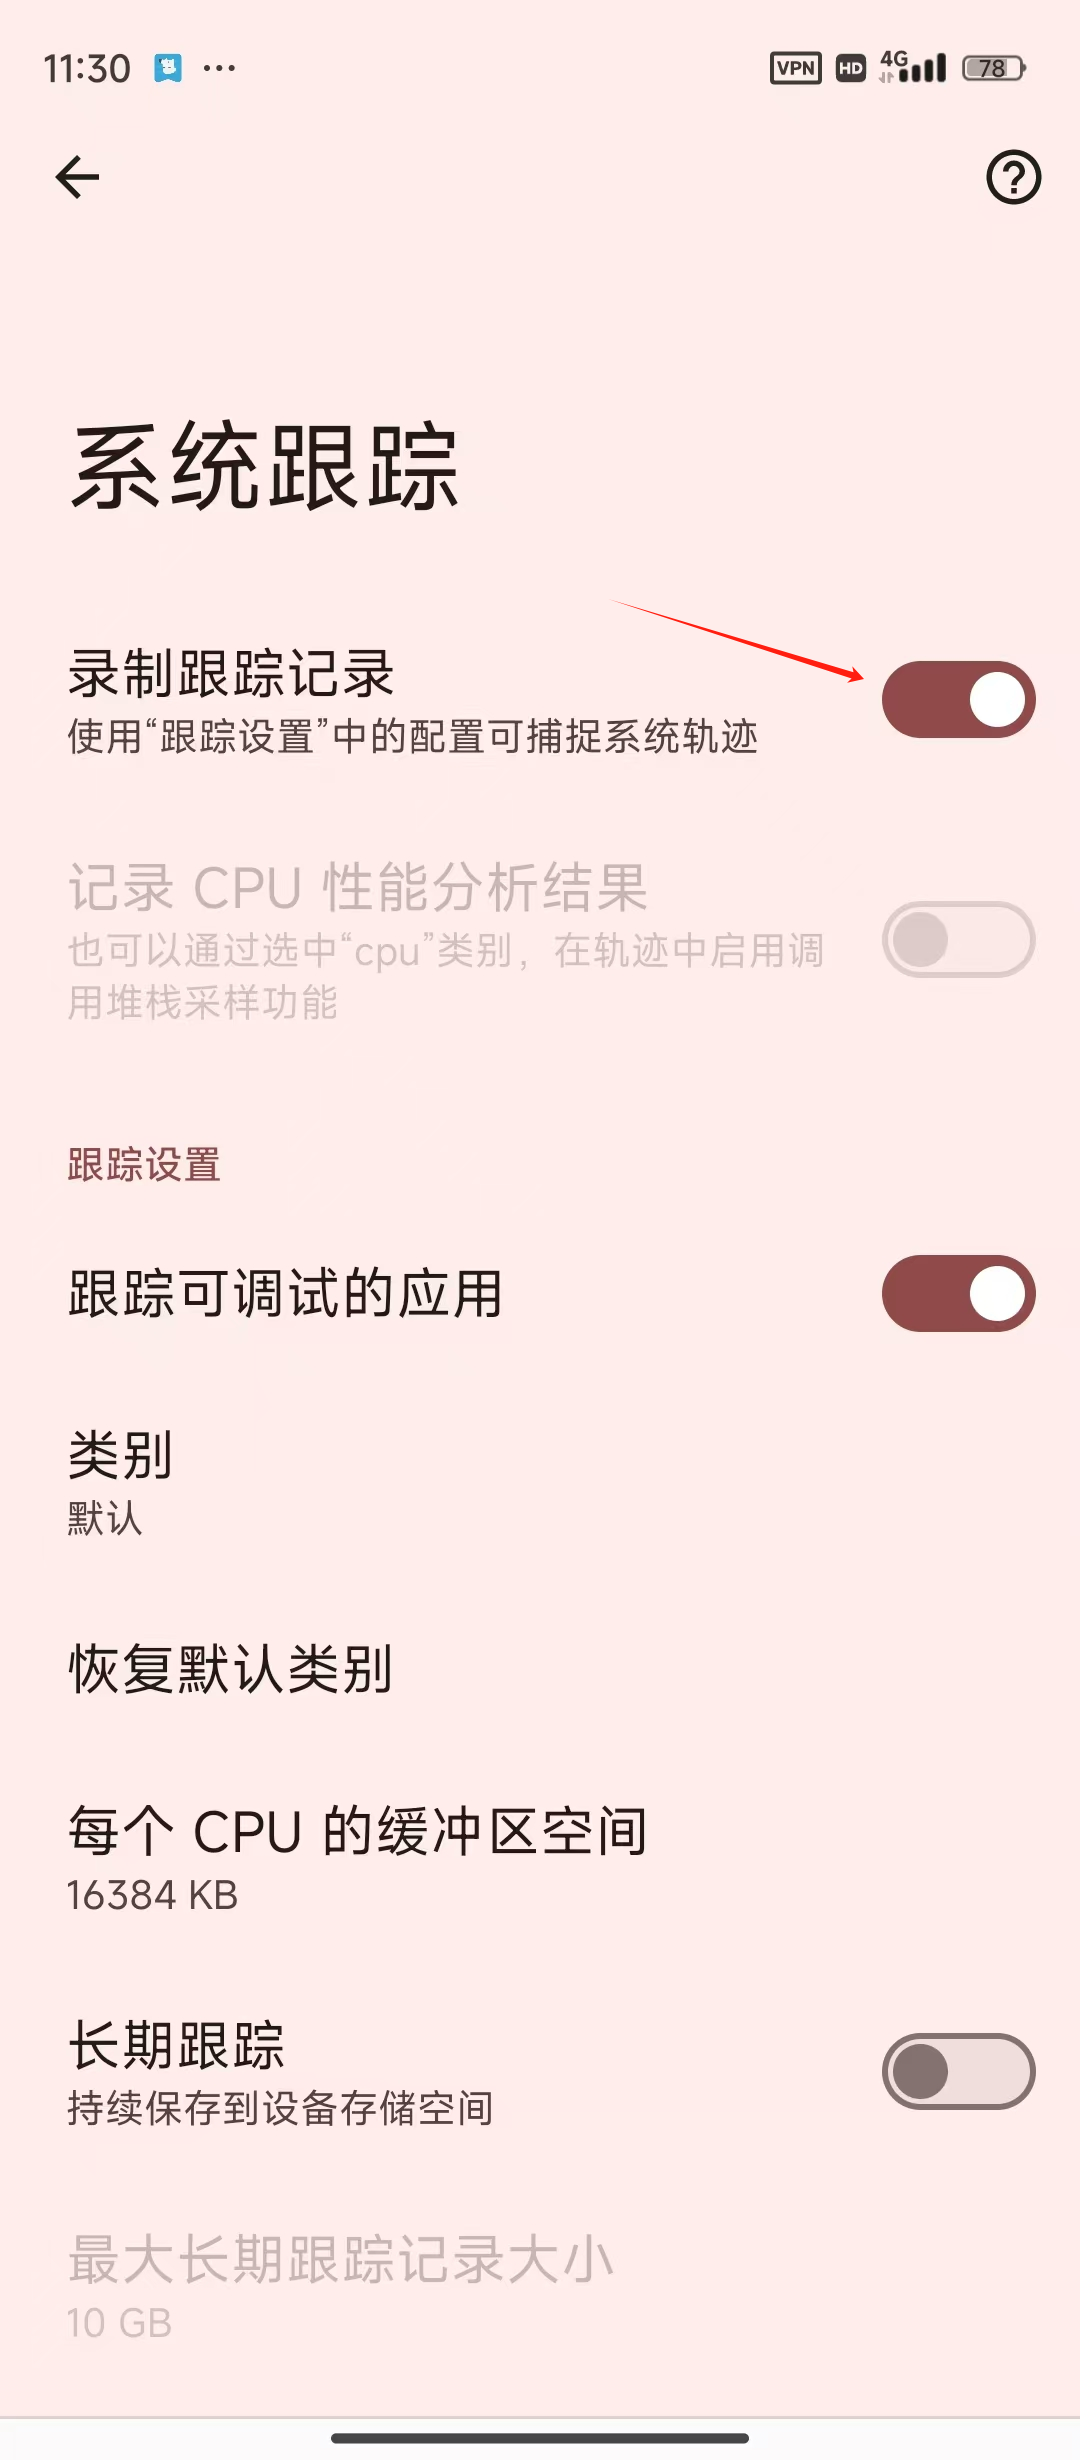 11:30
VPN HD 4G 78
系统跟踪
录制跟踪记录
使用“跟踪设置”中的配置可捕捉系统轨迹
记录 CPU 性能分析结果
也可以通过选中“cpu”类别，在轨迹中启用调
用堆栈采样功能
跟踪设置
跟踪可调试的应用
类别
默认
恢复默认类别
每个 CPU 的缓冲区空间
16384 KB
长期跟踪
持续保存到设备存储空间
最大长期跟踪记录大小
10 GB